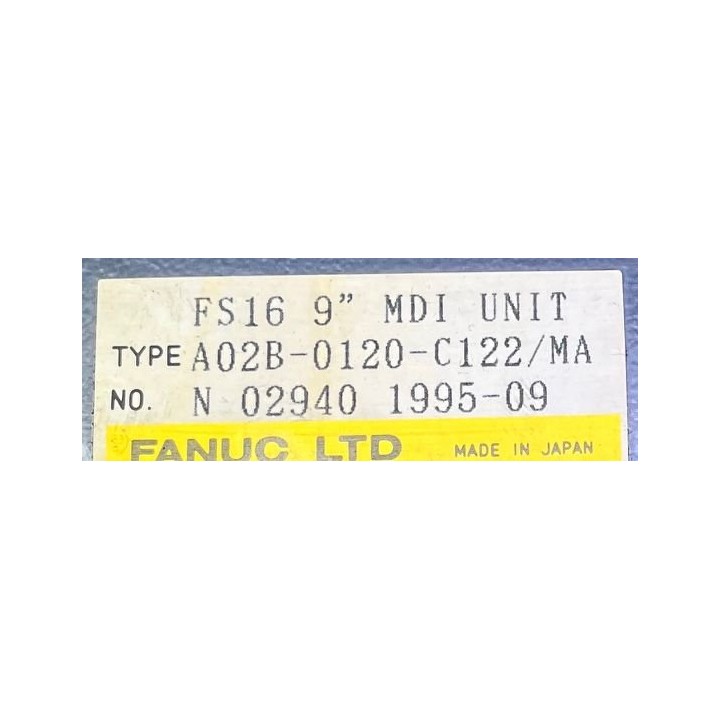 FS16 9" MDI UNIT
TYPE A02B-0120-C122/MA
NO. N 02940 1995-09
FANUC LTD MADE IN JAPAN